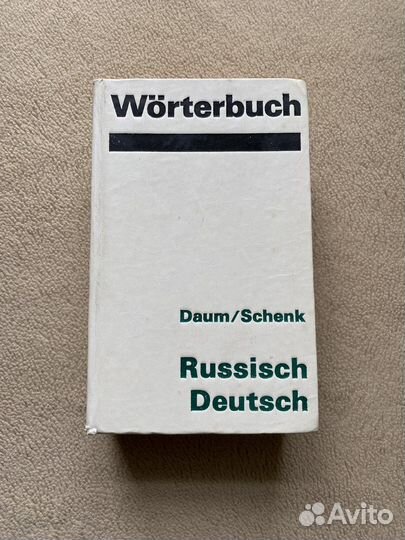 Wörterbuch
Daum/Schenk
Russisch
Deutsch
Avito